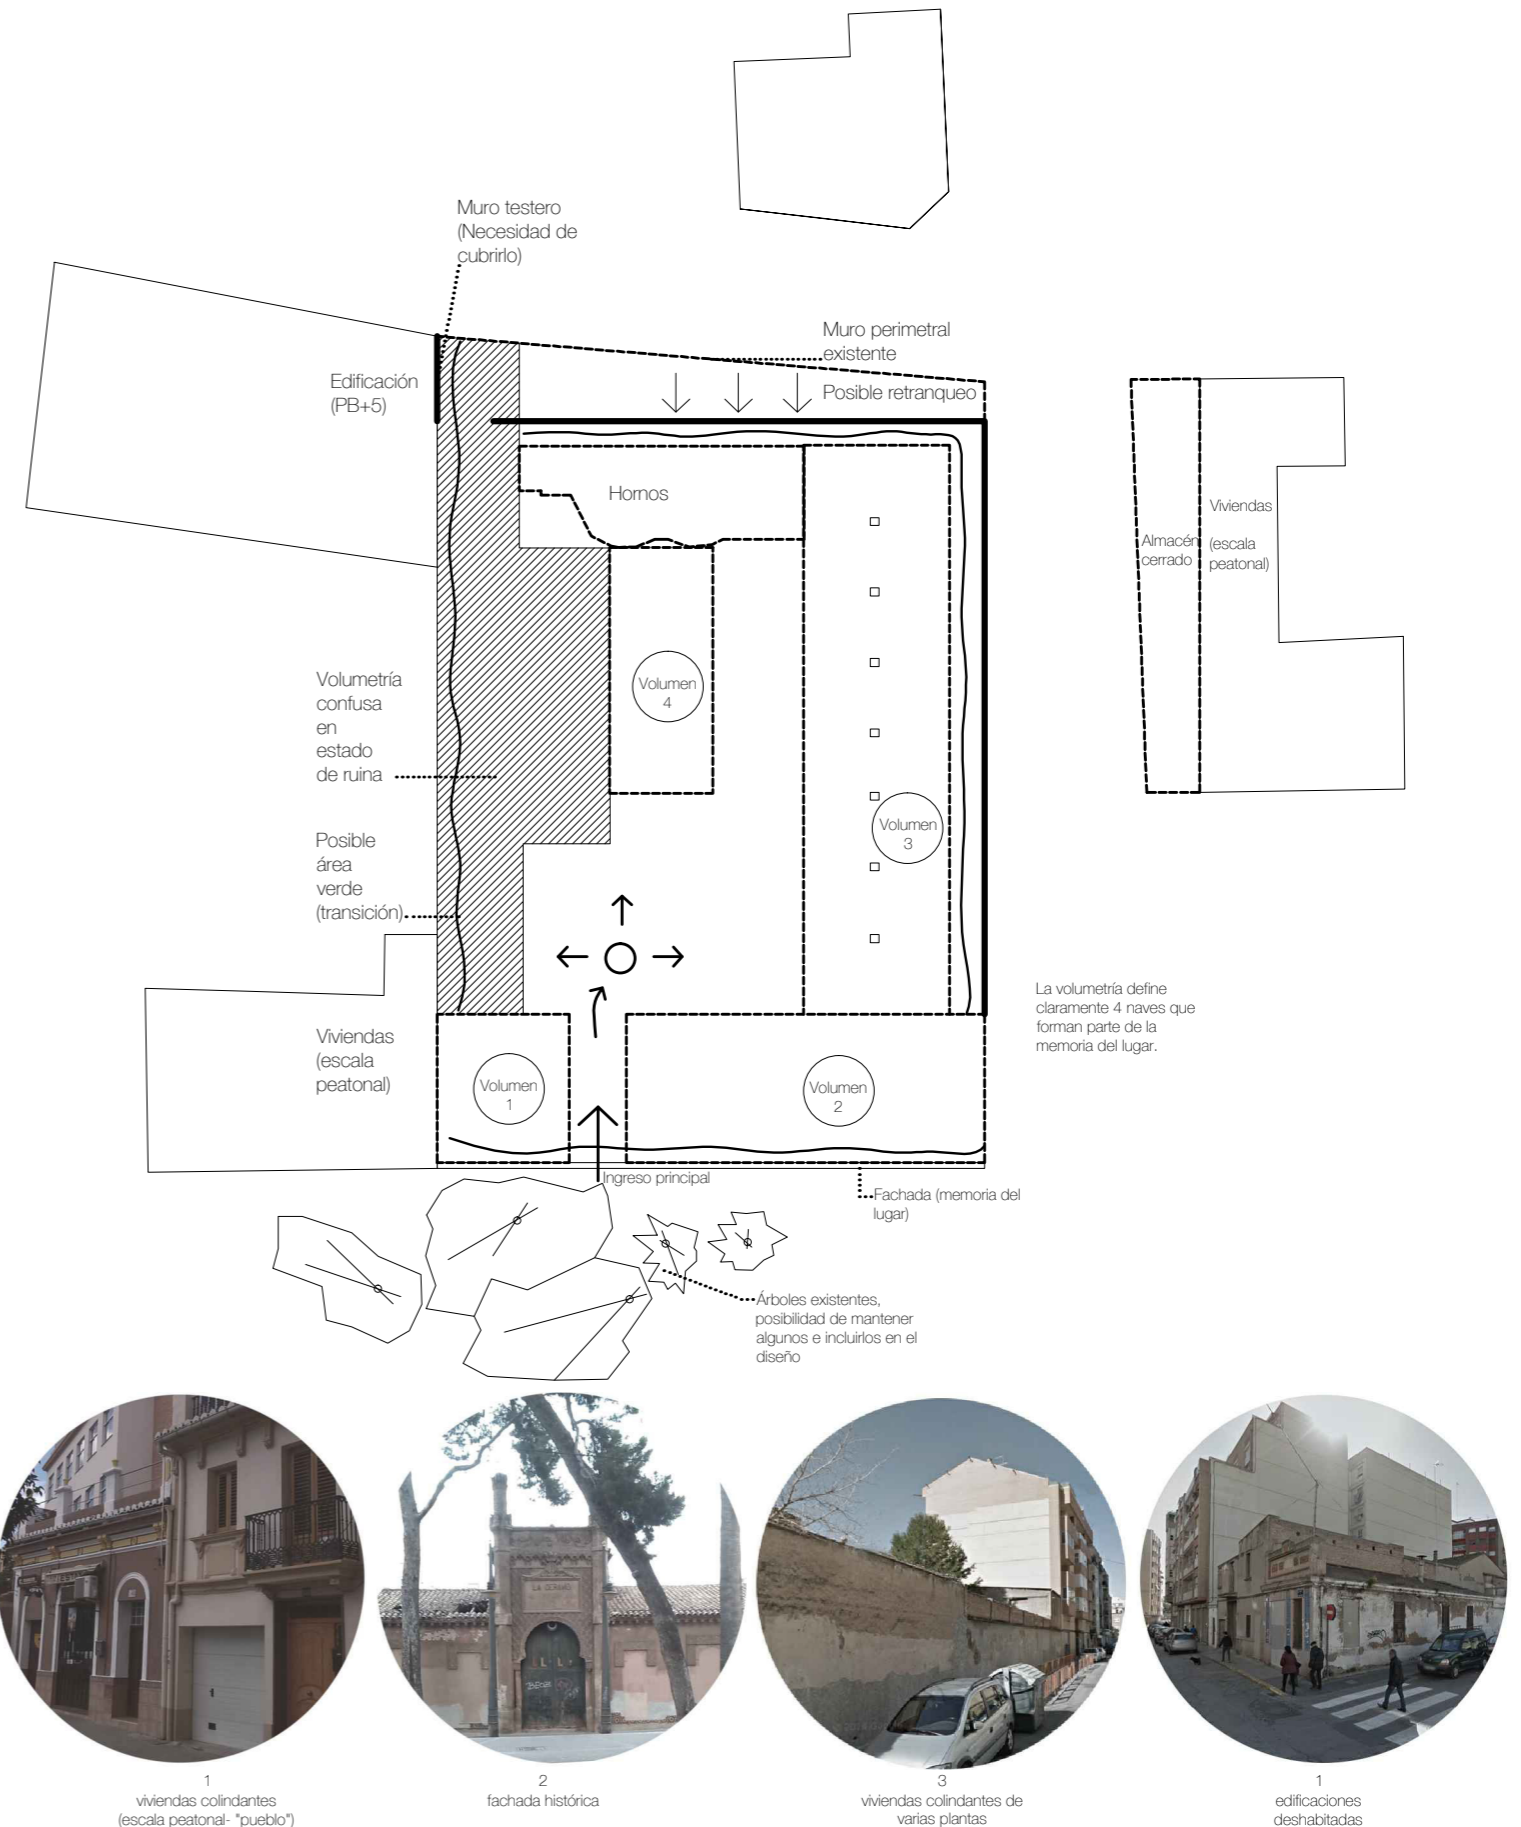 Muro testero
(Necesidad de
cubrirlo)
Muro perimetral
existente
Edificación
(PB+5)
Posible retranqueo
Hornos
Viviendas
(escala
peatonal)
Almacén
cerrado
Volumetría
confusa
en
estado
de ruina
Volumen
4
Volumen
3
Posible
área
verde
(transición)
La volumetría define
claramente 4 naves que
forman parte de la
memoria del lugar.
Viviendas
(escala
peatonal)
Volumen
1
Volumen
2
Ingreso principal
Fachada (memoria del
lugar)
Árboles existentes,
posibilidad de mantener
algunos e incluirlos en el
diseño
1
viviendas colindantes
(escala peatonal- "pueblo")
2
fachada histórica
3
viviendas colindantes de
varias plantas
1
edificaciones
deshabitadas